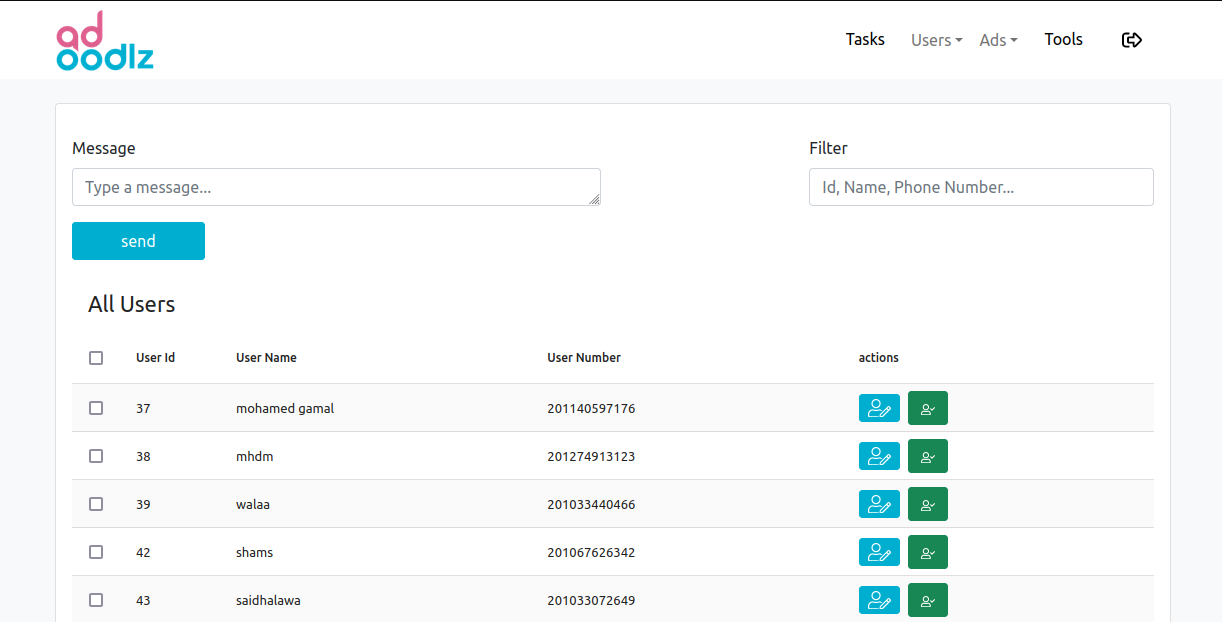 ad
oodlz
Tasks Users Ads Tools
Message Filter
Type a message... Id, Name, Phone Number...
send
All Users
User Id User Name User Number actions
37 mohamed gamal 201140597176
38 mhdm 201274913123
39 walaa 201033440466
42 shams 201067626342
43 saidhalawa 201033072649